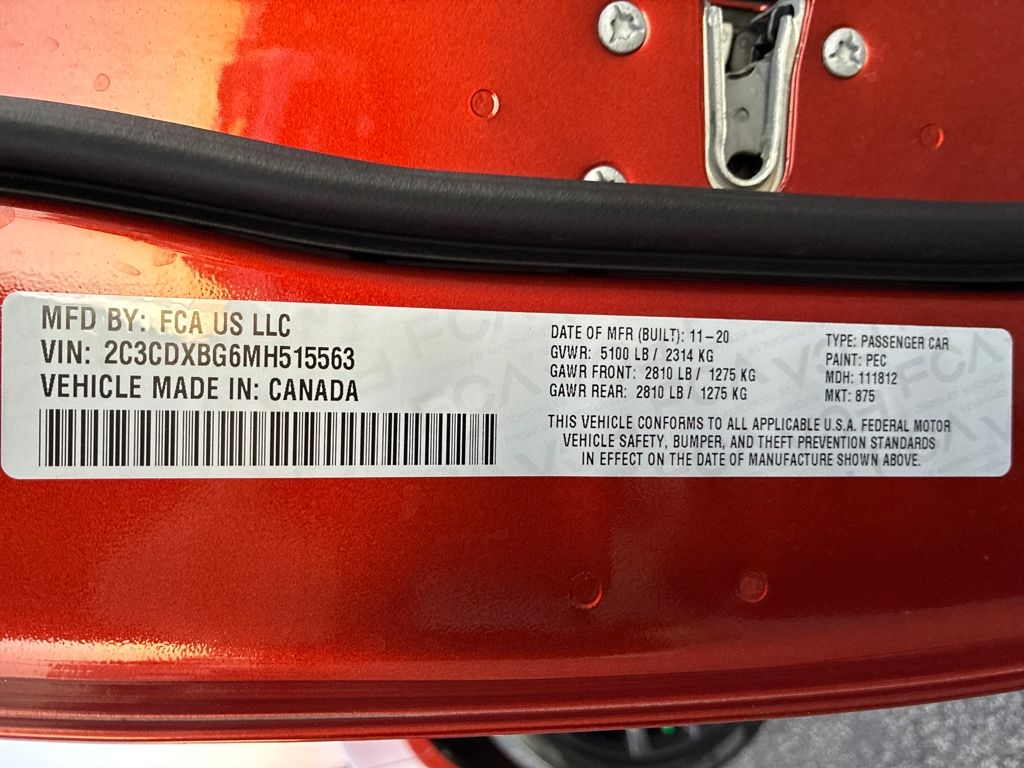 MFD BY: FCA US LLC
VIN: 2C3CDXBG6MH515563
VEHICLE MADE IN: CANADA
DATE OF MFR (BUILT): 11-20
GVWR: 5100 LB / 2314 KG
GAWR FRONT: 2810 LB / 1275 KG
GAWR REAR: 2810 LB / 1275 KG
TYPE: PASSENGER CAR
PAINT: PEC
MDH: 111812
MKT: 875
THIS VEHICLE CONFORMS TO ALL APPLICABLE U.S.A. FEDERAL MOTOR
VEHICLE SAFETY, BUMPER, AND THEFT PREVENTION STANDARDS
IN EFFECT ON THE DATE OF MANUFACTURE SHOWN ABOVE.